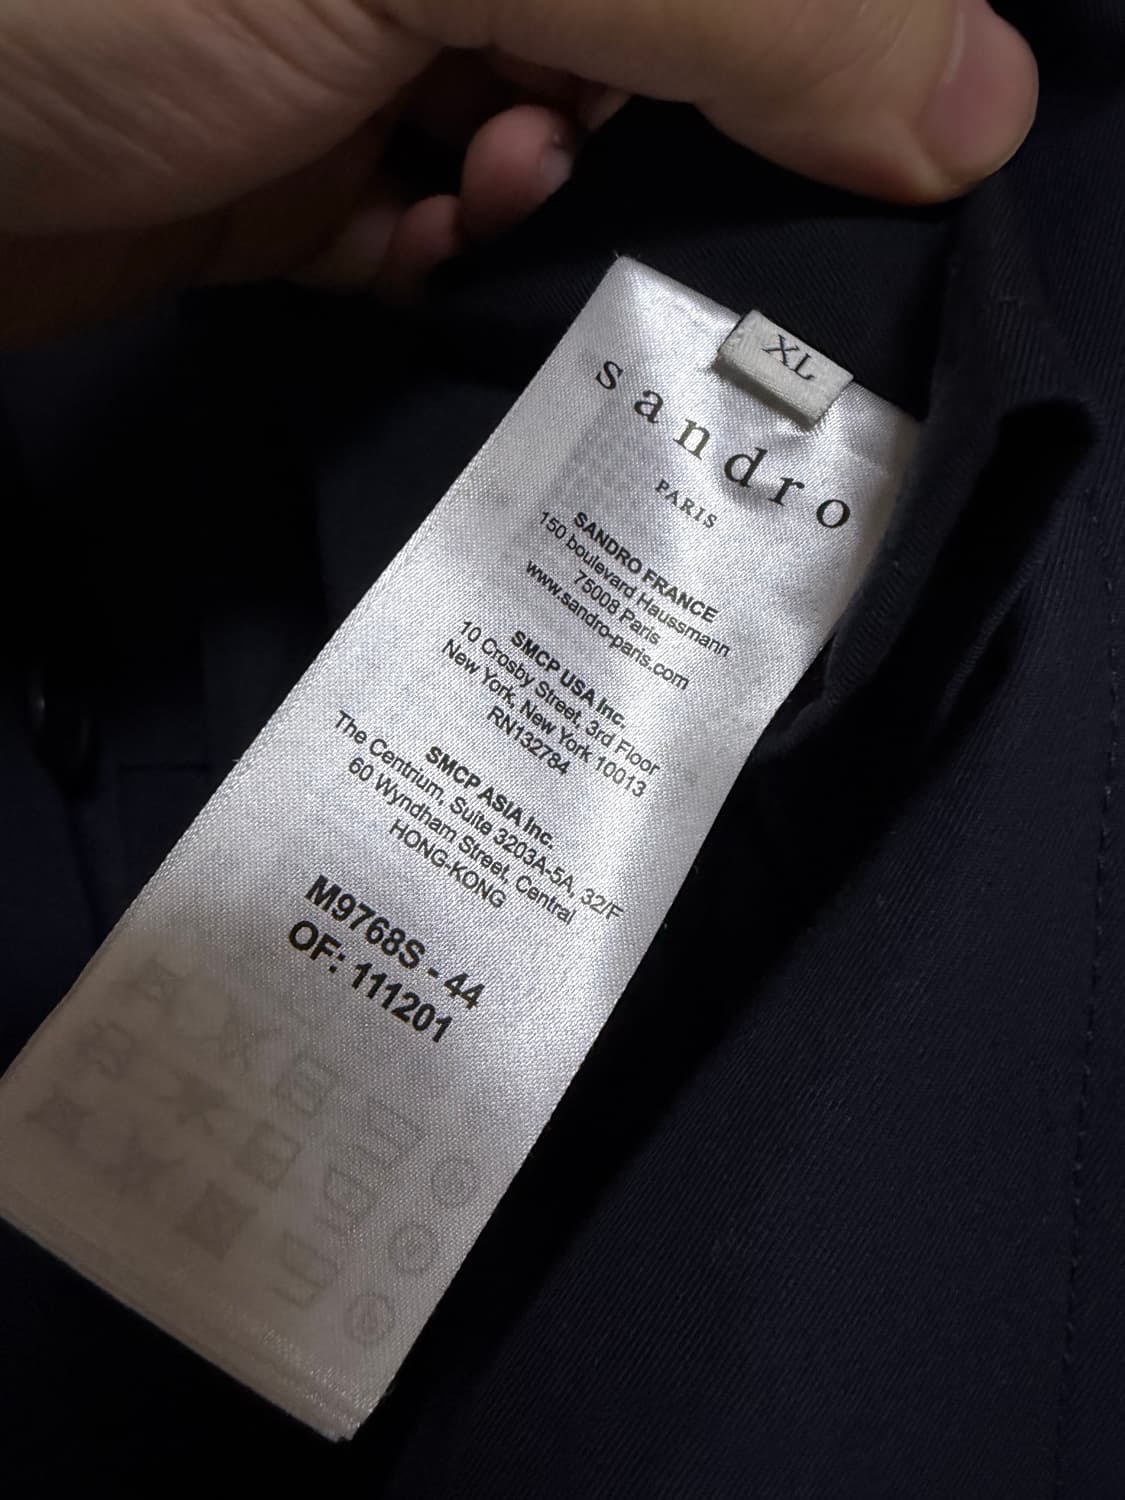 XL
sandro
PARIS
SANDRO FRANCE
150 boulevard Haussmann
75008 Paris
www.sandro-paris.com
SMCP USA Inc.
10 Crosby Street, 3rd Floor
New York, New York 10013
RN132784
SMCP ASIA Inc.
The Centrium, Suite 3203A-5A, 32/F
60 Wyndham Street, Central
HONG-KONG
M9768S - 44
OF: 111201